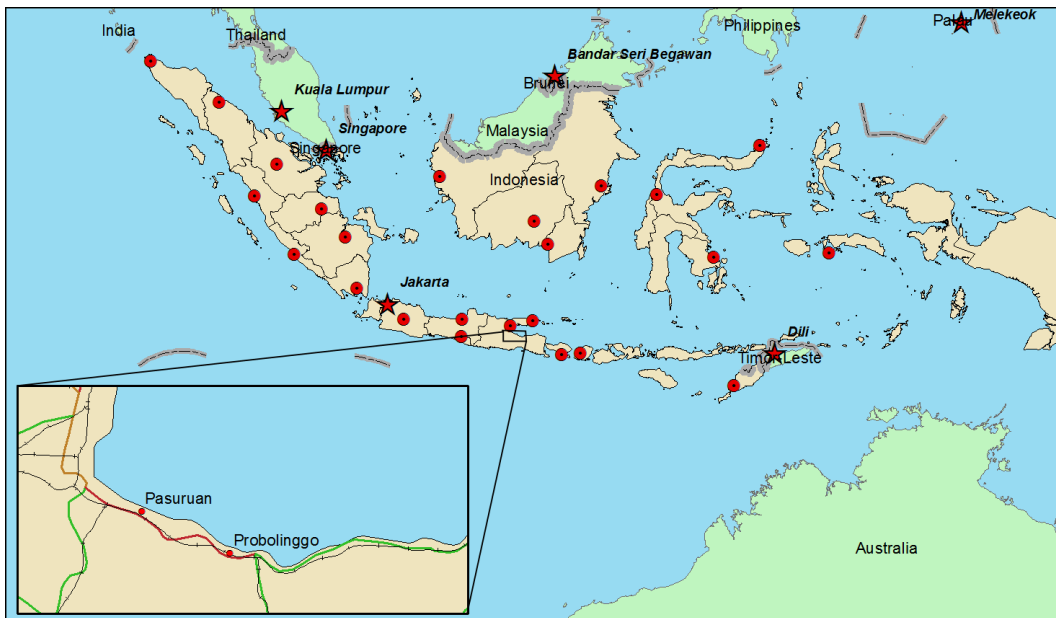 India
Thailand
Philippines
Palau
Melekeok
Bandar Seri Begawan
Brunei
Kuala Lumpur
Malaysia
Singapore
Singapore
Indonesia
Jakarta
Dili
Timor-Leste
Pasuruan
Probolinggo
Australia